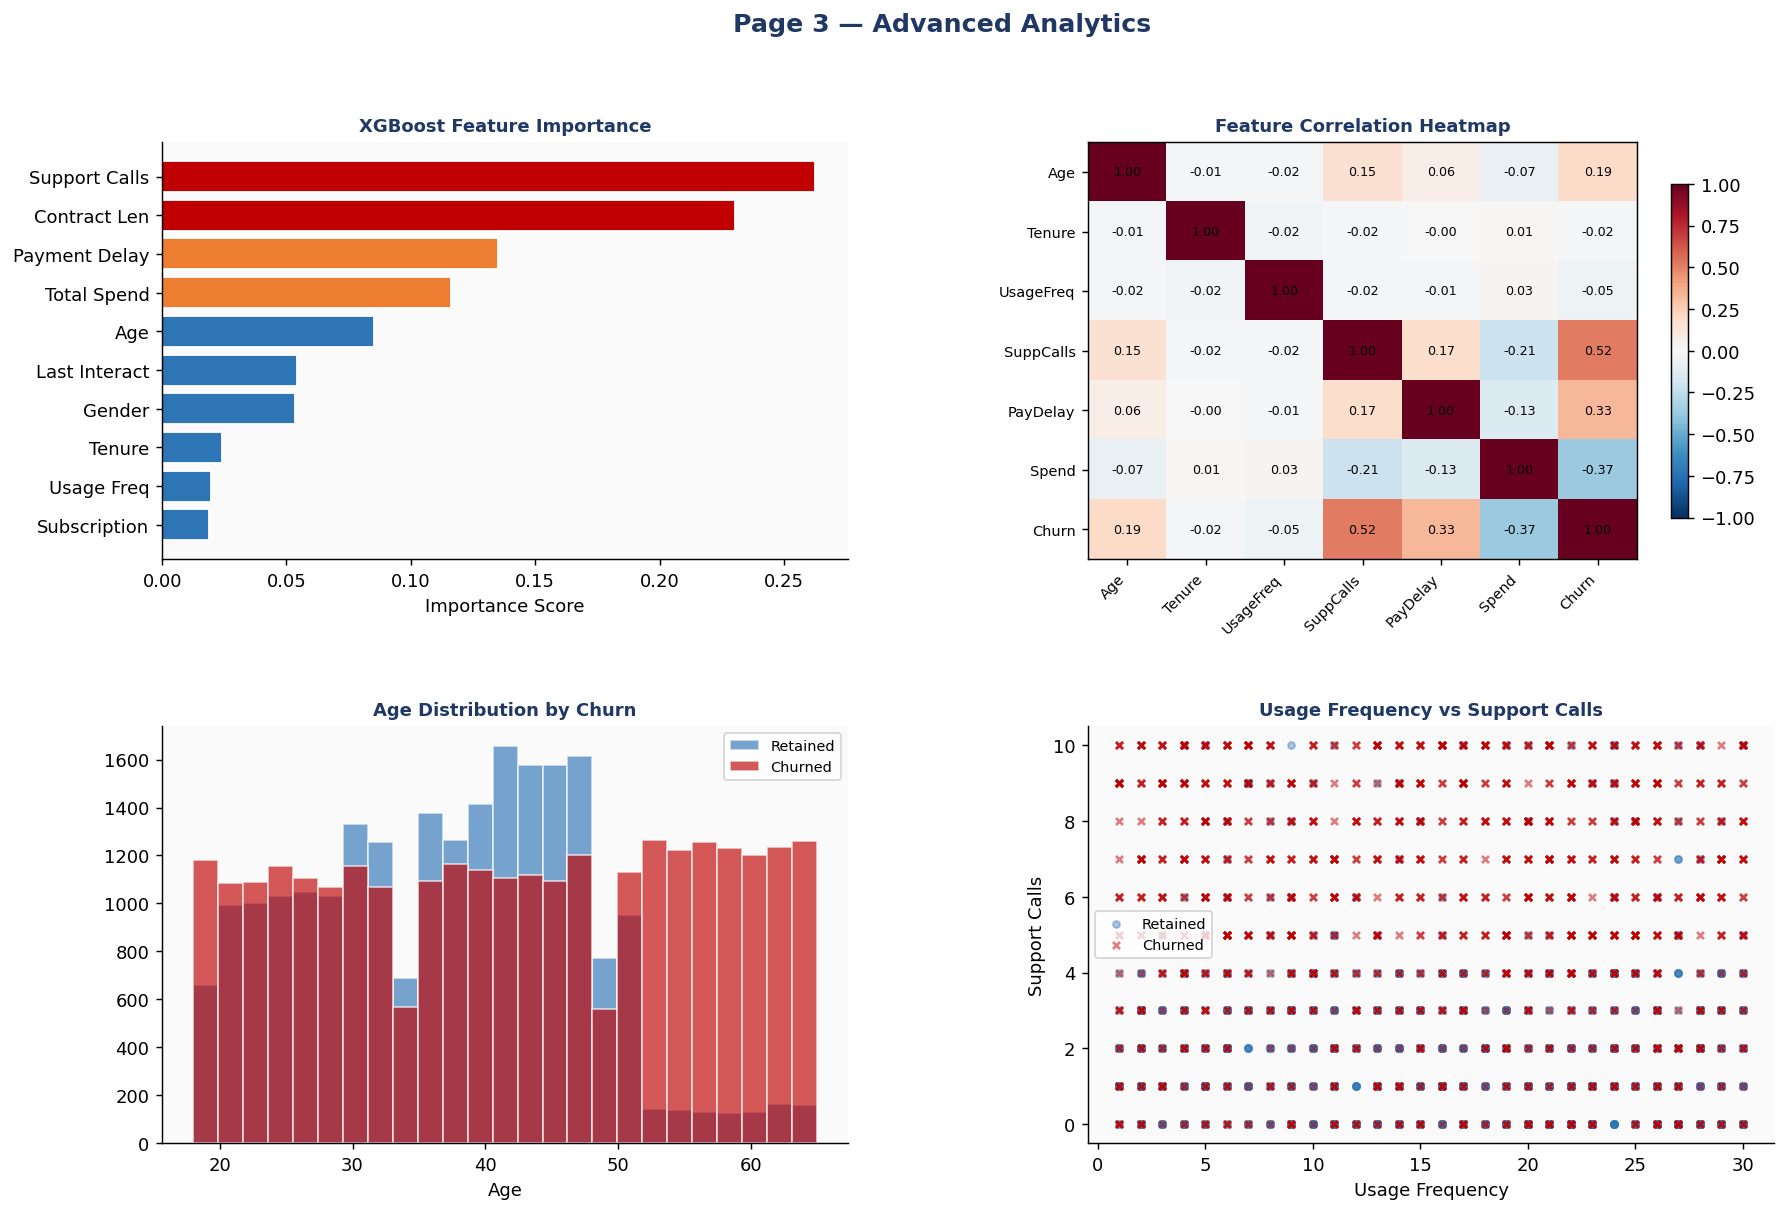 Page 3 — Advanced Analytics
XGBoost Feature Importance
Support Calls
Contract Len
Payment Delay
Total Spend
Age
Last Interact
Gender
Tenure
Usage Freq
Subscription
0.00 0.05 0.10 0.15 0.20 0.25
Importance Score
Feature Correlation Heatmap
Age 1.00 -0.01 -0.02 0.15 0.06 -0.07 0.19
Tenure -0.01 1.00 -0.02 -0.02 -0.00 0.01 -0.02
UsageFreq -0.02 -0.02 1.00 -0.02 -0.01 0.03 -0.05
SuppCalls 0.15 -0.02 -0.02 1.00 0.17 -0.21 0.52
PayDelay 0.06 -0.00 -0.01 0.17 1.00 -0.13 0.33
Spend -0.07 0.01 0.03 -0.21 -0.13 1.00 -0.37
Churn 0.19 -0.02 -0.05 0.52 0.33 -0.37 1.00
Age Tenure UsageFreq SuppCalls PayDelay Spend Churn
1.00
0.75
0.50
0.25
0.00
−0.25
−0.50
−0.75
−1.00
Age Distribution by Churn
Retained
Churned
1600
1400
1200
1000
800
600
400
200
0
20 30 40 50 60
Age
Usage Frequency vs Support Calls
Retained
Churned
Support Calls
10
8
6
4
2
0
0 5 10 15 20 25 30
Usage Frequency